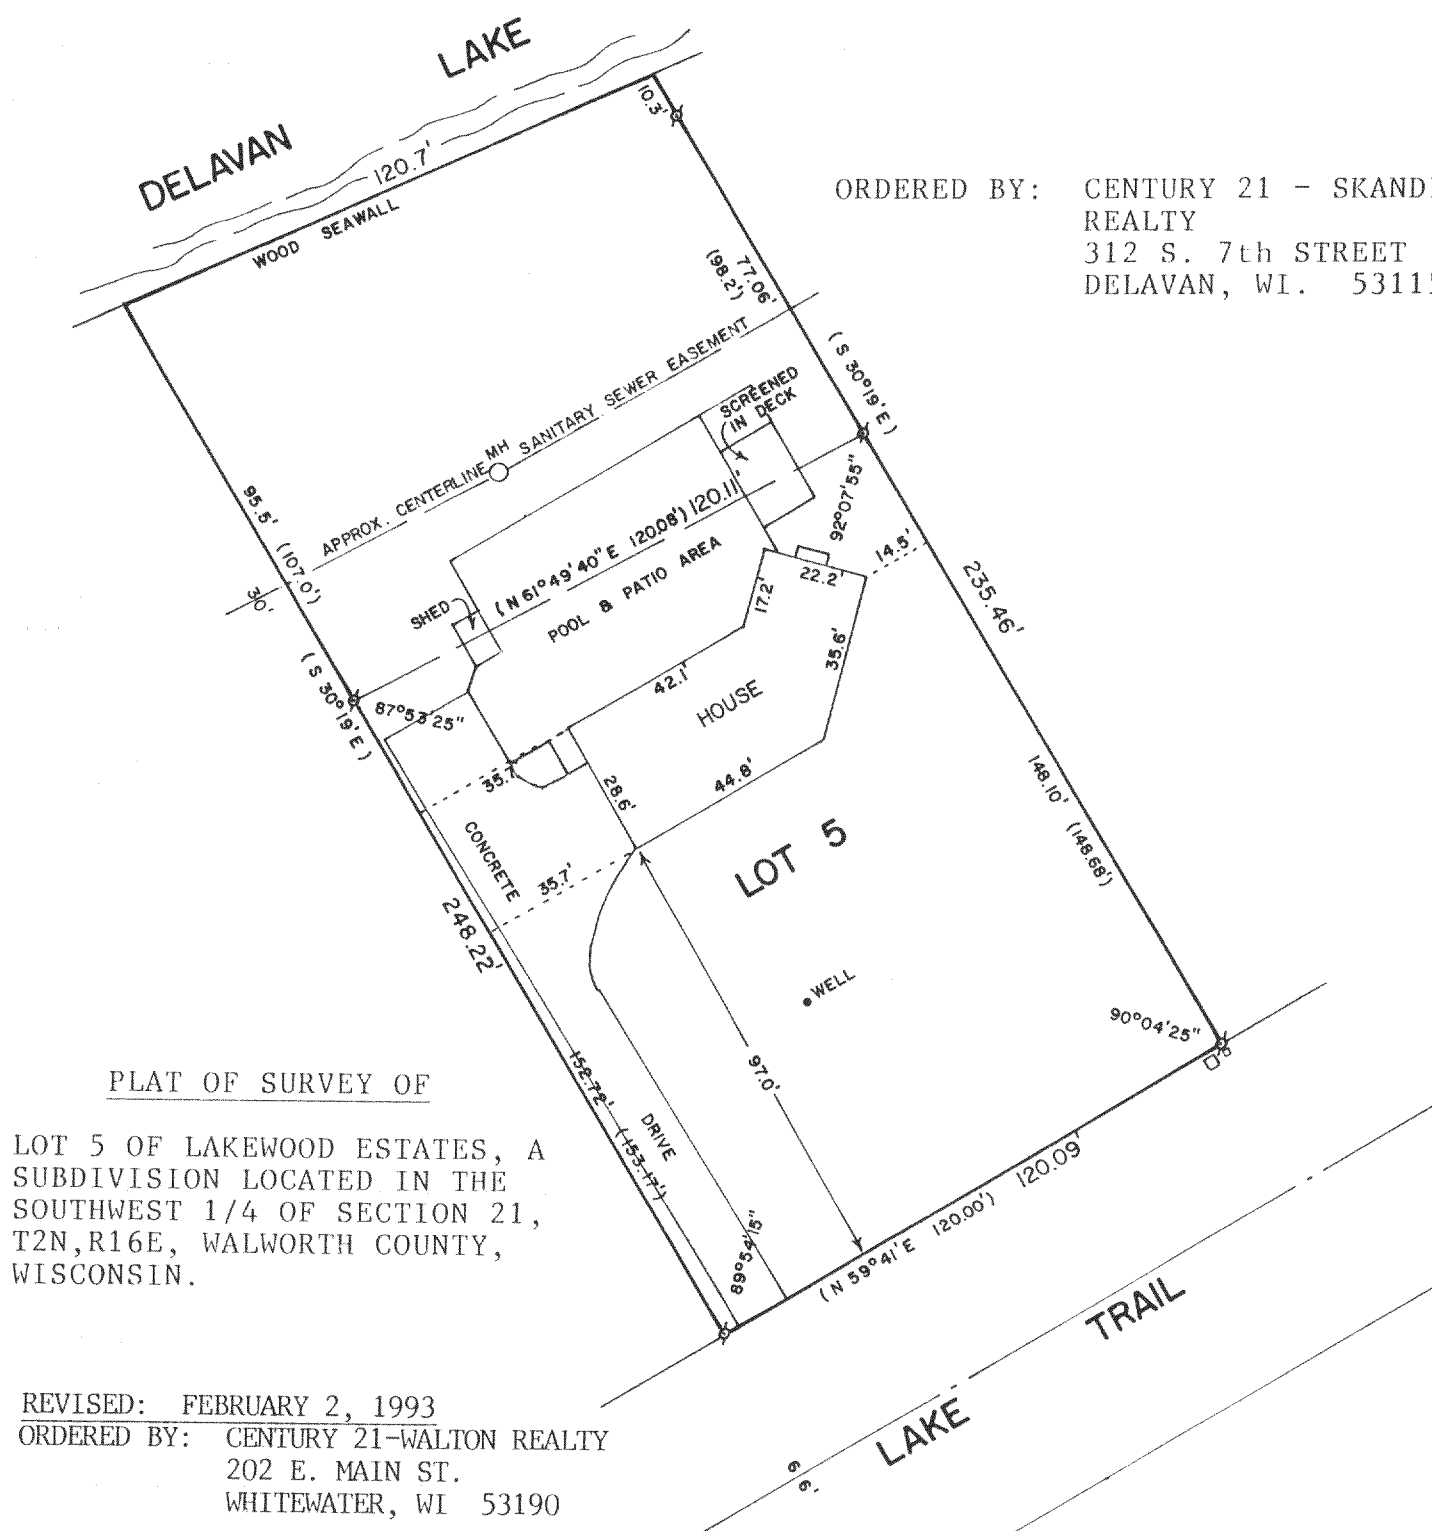 LAKE
DELAVAN
10.3'
120.7'
WOOD SEAWALL
ORDERED BY: CENTURY 21 -
REALTY
312 S. 7th STREET
DELAVAN, WI.
77.06'
(98.2')
(S 30°19'E)
SCREENED
IN DECK
APPROX. CENTERLINE MH SANITARY SEWER EASEMENT
95.5' (107.0')
30'
(N 61°49'40"E 120.08') 120.11'
92°07'55"
14.5'
SHED
POOL & PATIO AREA
22.2'
17.2'
235.46'
35.6'
(S 30°19'E)
87°53'25"
42.1'
HOUSE
35.7'
28.6'
44.8'
148.10' (148.68')
CONCRETE
LOT 5
35.7'
248.22'
WELL
90°04'25"
97.0'
152.72' (153.17')
DRIVE
89°54'15"
(N 59°41'E 120.00') 120.09'
PLAT OF SURVEY OF
LOT 5 OF LAKEWOOD ESTATES, A
SUBDIVISION LOCATED IN THE
SOUTHWEST 1/4 OF SECTION 21,
T2N,R16E, WALWORTH COUNTY,
WISCONSIN.
LAKE TRAIL
66'
REVISED: FEBRUARY 2, 1993
ORDERED BY: CENTURY 21-WALTON REALTY
202 E. MAIN ST.
WHITEWATER, WI 53190